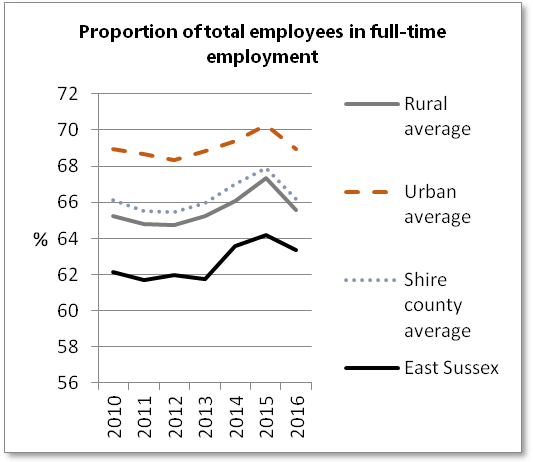 Proportion of total employees in full-time
employment
72
70
68
66
64
62
60
58
56
%
2010
2011
2012
2013
2014
2015
2016
Rural
average
Urban
average
Shire
county
average
East Sussex